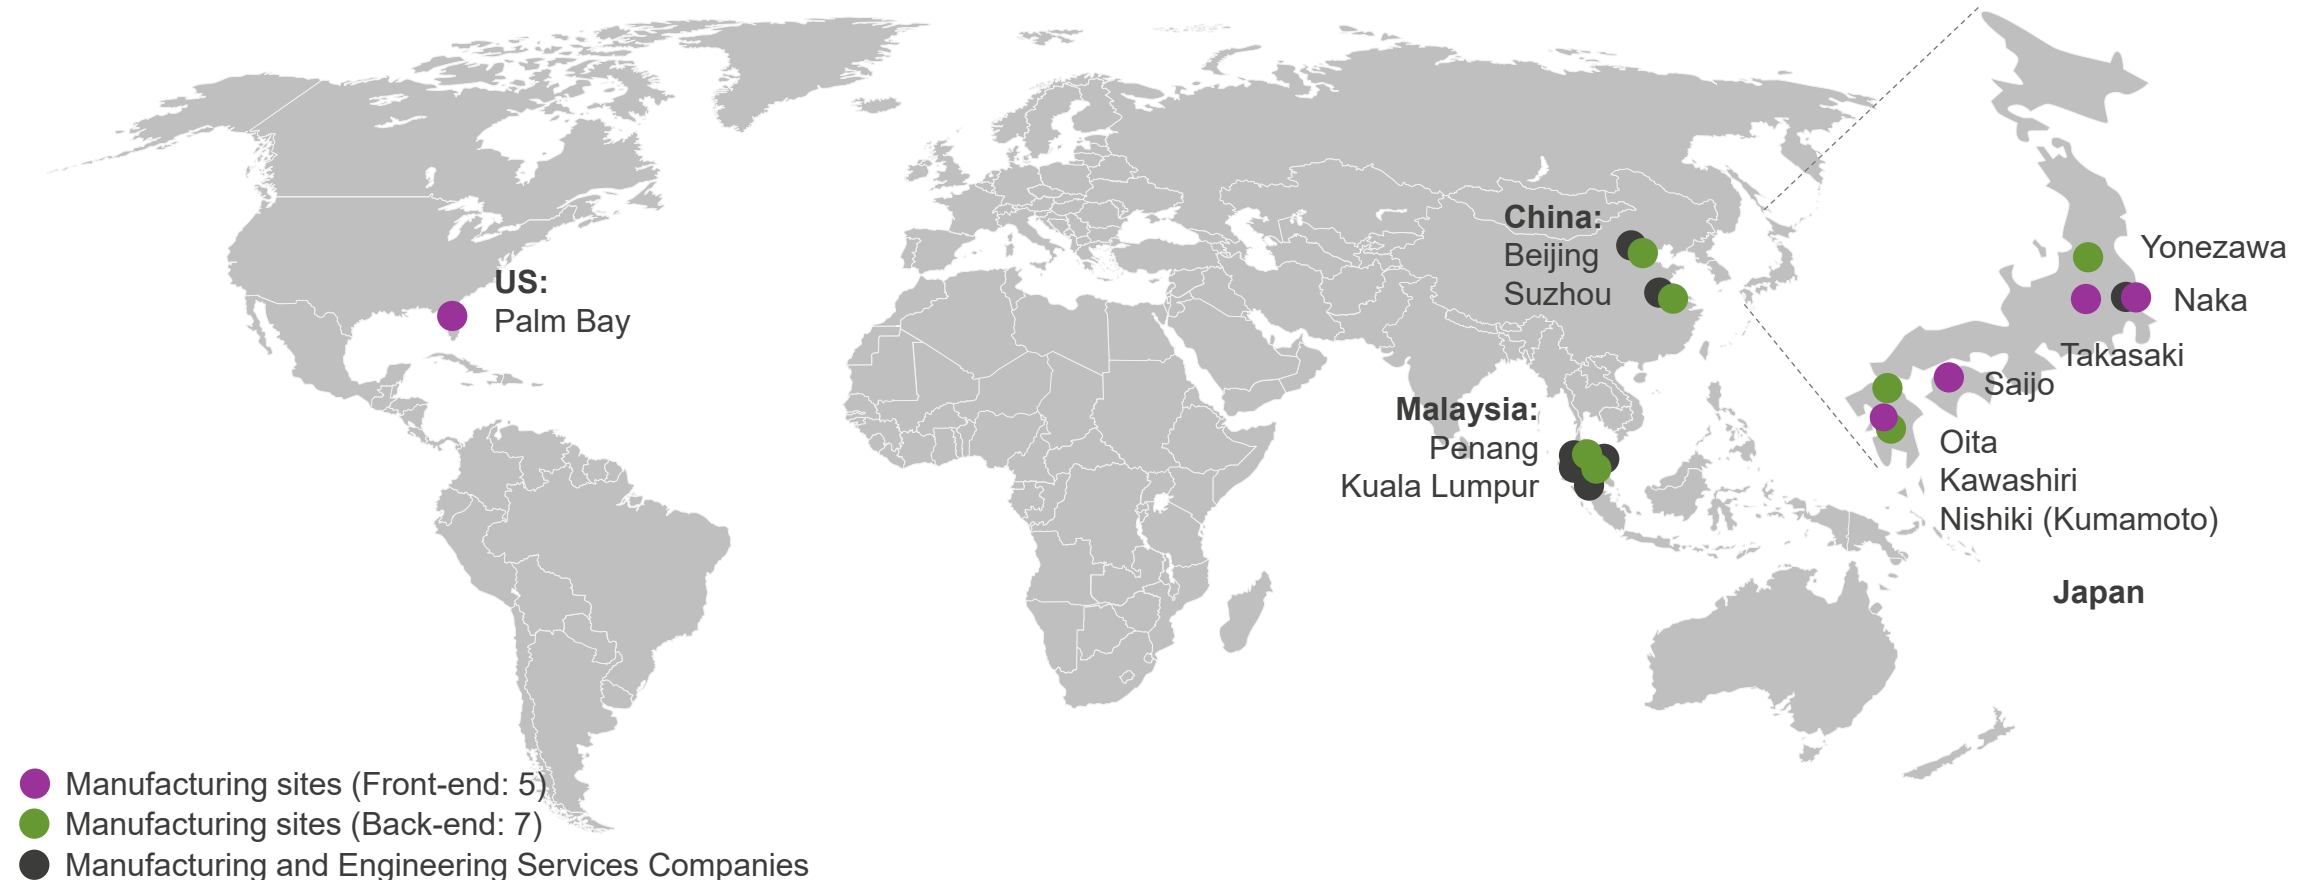 US:
Palm Bay
China:
Beijing
Suzhou
Malaysia:
Penang
Kuala Lumpur
Yonezawa
Naka
Takasaki
Saijo
Oita
Kawashiri
Nishiki (Kumamoto)
Japan
Manufacturing sites (Front-end: 5)
Manufacturing sites (Back-end: 7)
Manufacturing and Engineering Services Companies